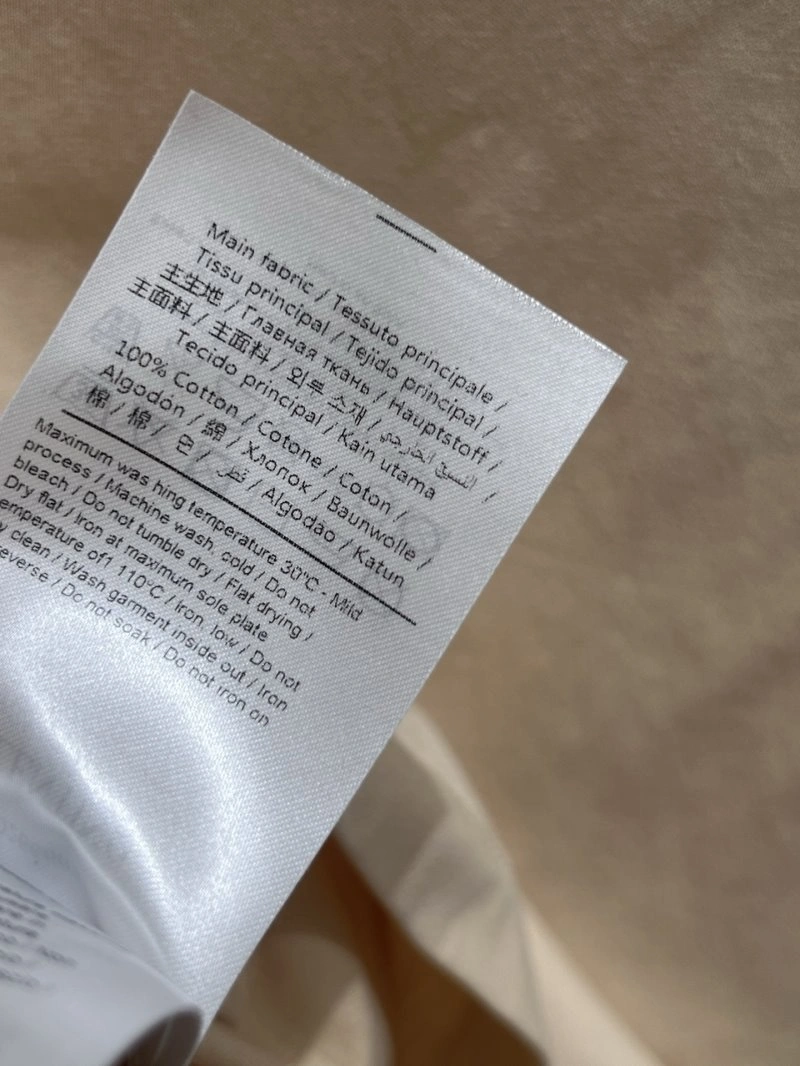 Main fabric / Tessuto principale /
Tissu principal / Tejido principal /
主生地 / Главная ткань / Hauptstoff /
主面料 / 主面料 / 외부 소재 / النسيج الخارجي /
Tecido principal / Kain utama
100% Cotton / Cotone / Coton /
Algodón / 綿 / Хлопок / Baunwolle /
棉 / 棉 / 면 / قطن / Algodão / Katun
Maximum was hing temperature 30°C - Mild
process / Machine wash, cold / Do not
bleach / Do not tumble dry / Flat drying /
Dry flat / Iron at maximum sole plate
emperature of1 110°C / Iron, low / Do not
y clean / Wash garment inside out / Iron
everse / Do not soak / Do not iron on